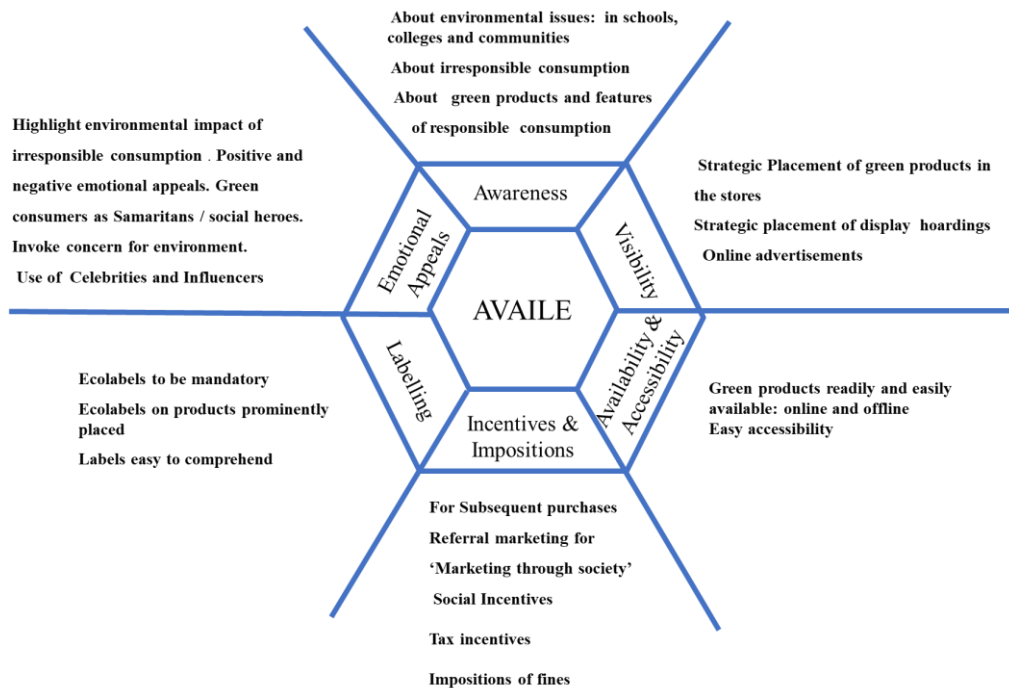 About environmental issues: in schools,
colleges and communities
About irresponsible consumption
About green products and features
of responsible consumption
Awareness
Strategic Placement of green products in
the stores
Strategic placement of display hoardings
Online advertisements
Visibility
Green products readily and easily
available: online and offline
Easy accessibility
Availability &
Accessibility
Incentives &
Impositions
For Subsequent purchases
Referral marketing for
‘Marketing through society’
Social Incentives
Tax incentives
Impositions of fines
Labelling
Ecolabels to be mandatory
Ecolabels on products prominently
placed
Labels easy to comprehend
Emotional
Appeals
Highlight environmental impact of
irresponsible consumption . Positive and
negative emotional appeals. Green
consumers as Samaritans / social heroes.
Invoke concern for environment.
Use of Celebrities and Influencers
AVAILE